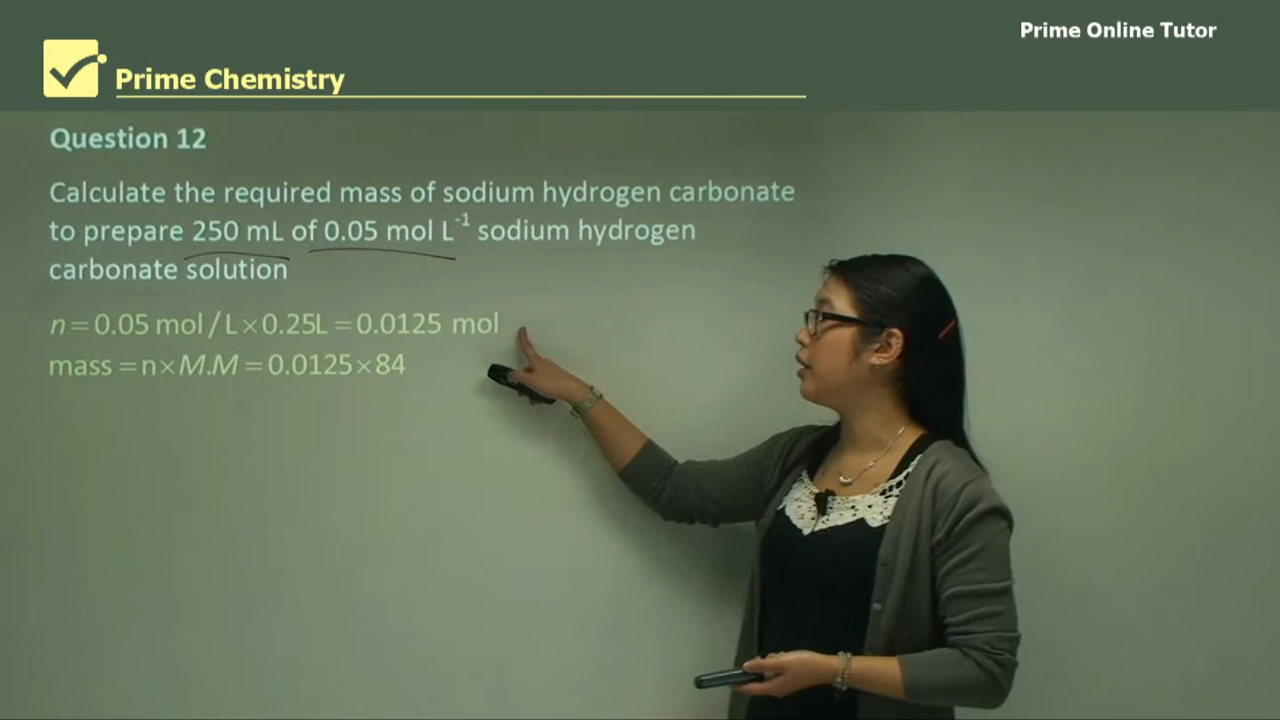 Prime Online Tutor
Prime Chemistry
Question 12
Calculate the required mass of sodium hydrogen carbonate
to prepare 250 mL of 0.05 mol L⁻¹ sodium hydrogen
carbonate solution
n = 0.05 mol / L × 0.25L = 0.0125 mol
mass = n × M.M = 0.0125 × 84